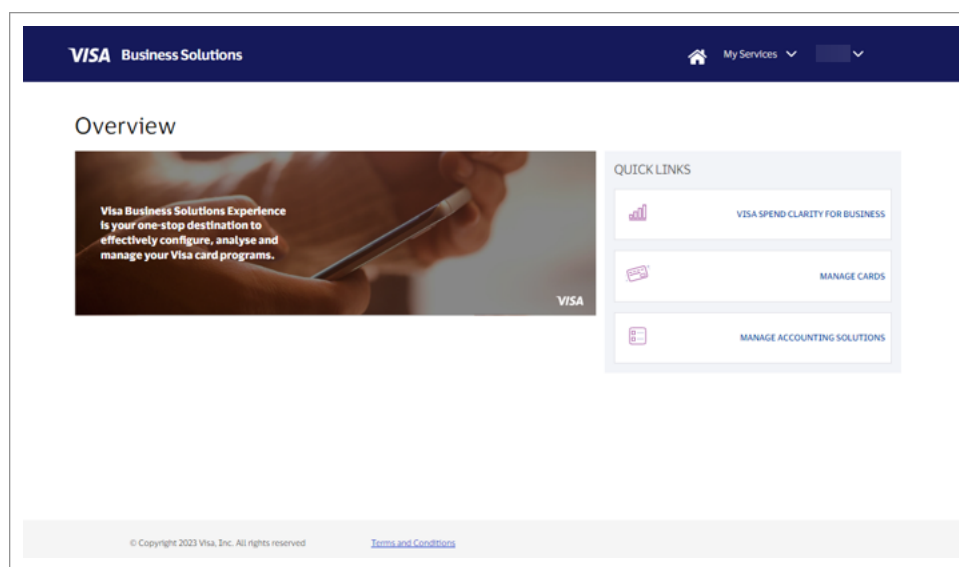 VISA Business Solutions
My Services
Overview
Visa Business Solutions Experience
is your one-stop destination to
effectively configure, analyse and
manage your Visa card programs.
VISA
QUICK LINKS
VISA SPEND CLARITY FOR BUSINESS
MANAGE CARDS
MANAGE ACCOUNTING SOLUTIONS
© Copyright 2023 Visa, Inc. All rights reserved
Terms and Conditions